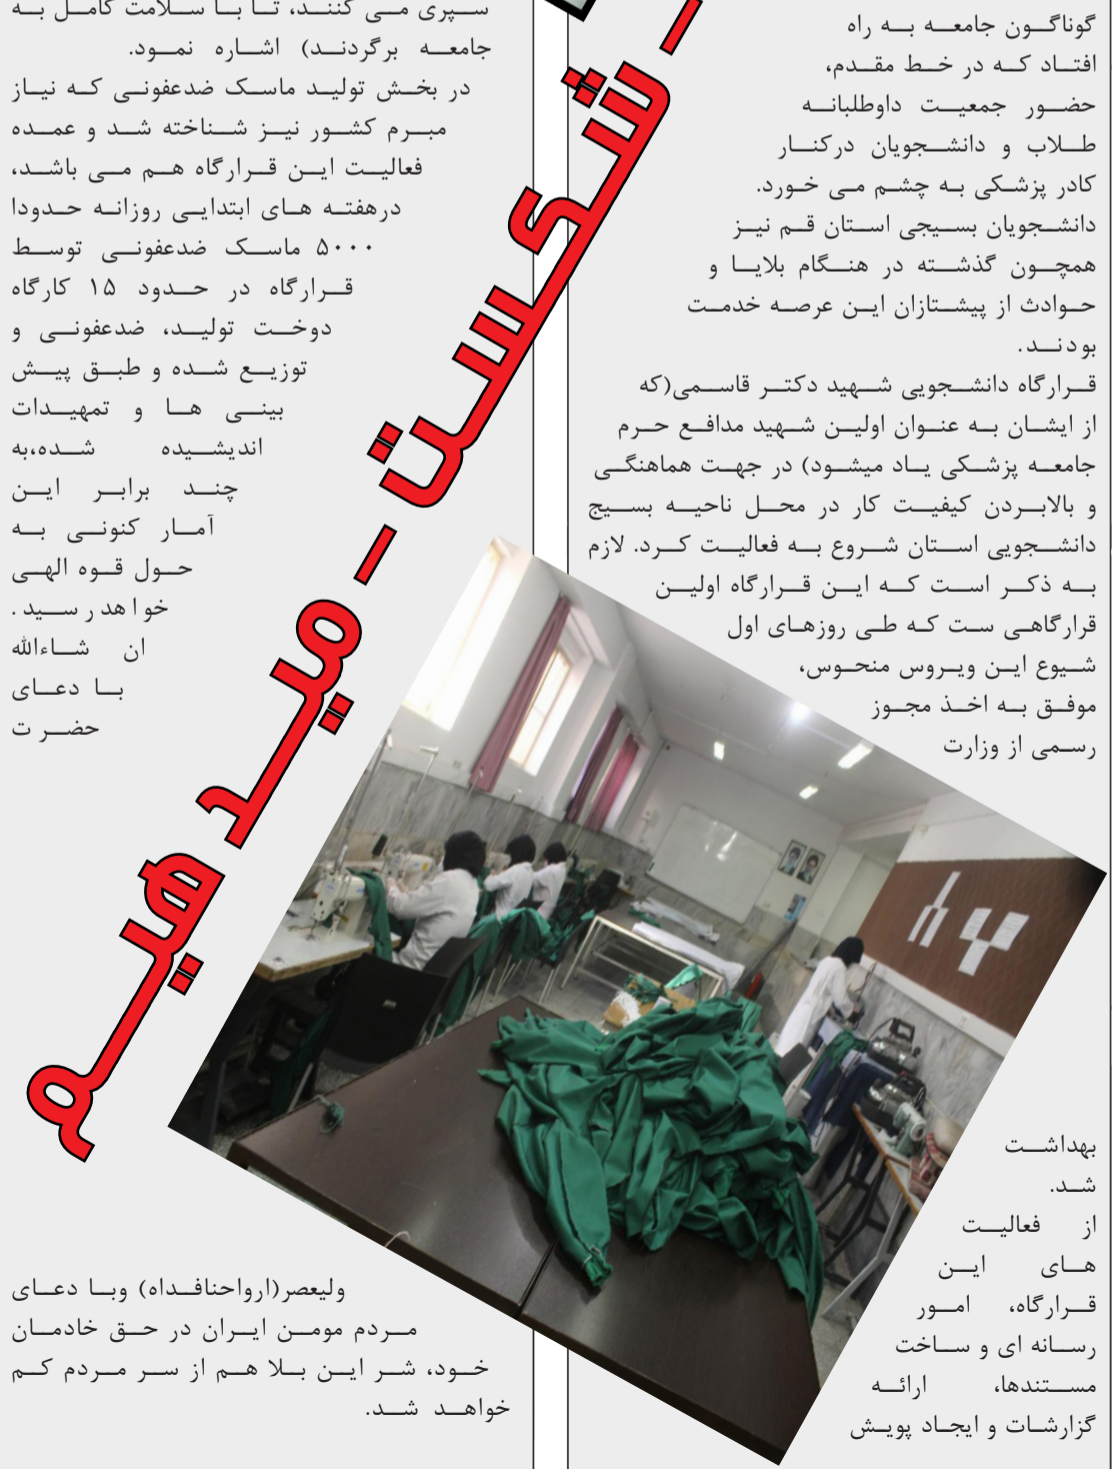 گوناگون جامعه به راه
افتاد که در خط مقدم،
حضور جمعیت داوطلبانه
طلاب و دانشجویان درکنار
کادر پزشکی به چشم می خورد.
دانشجویان بسیجی استان قم نیز
همچون گذشته در هنگام بلایا و
حوادث از پیشتازان این عرصه خدمت
بودند.
قرارگاه دانشجویی شهید دکتر قاسمی(که
از ایشان به عنوان اولین شهید مدافع حرم
جامعه پزشکی یاد میشود) در جهت هماهنگی
و بالابردن کیفیت کار در محل ناحیه بسیج
دانشجویی استان شروع به فعالیت کرد. لازم
به ذکر است که این قرارگاه اولین
قرارگاهی ست که طی روزهای اول
شیوع این ویروس منحوس،
موفق به اخذ مجوز
رسمی از وزارت
بهداشت
شد.
از فعالیت
های این
قرارگاه، امور
رسانه ای و ساخت
مستندها، ارائه
گزارشات و ایجاد پویش
- شکست - میدهیم
سپری می کنند، تا با سلامت کامل به
جامعه برگردند) اشاره نمود.
در بخش تولید ماسک ضدعفونی که نیاز
مبرم کشور نیز شناخته شد و عمده
فعالیت این قرارگاه هم می باشد،
درهفته های ابتدایی روزانه حدودا
۵۰۰۰ ماسک ضدعفونی توسط
قرارگاه در حدود ۱۵ کارگاه
دوخت تولید، ضدعفونی و
توزیع شده و طبق پیش
بینی ها و تمهیدات
اندیشیده شده،به
چند برابر این
آمار کنونی به
حول قوه الهی
خواهد رسید.
ان شاءالله
با دعای
حضرت
ولیعصر(ارواحنافداه) وبا دعای
مردم مومن ایران در حق خادمان
خود، شر این بلا هم از سر مردم کم
خواهد شد.